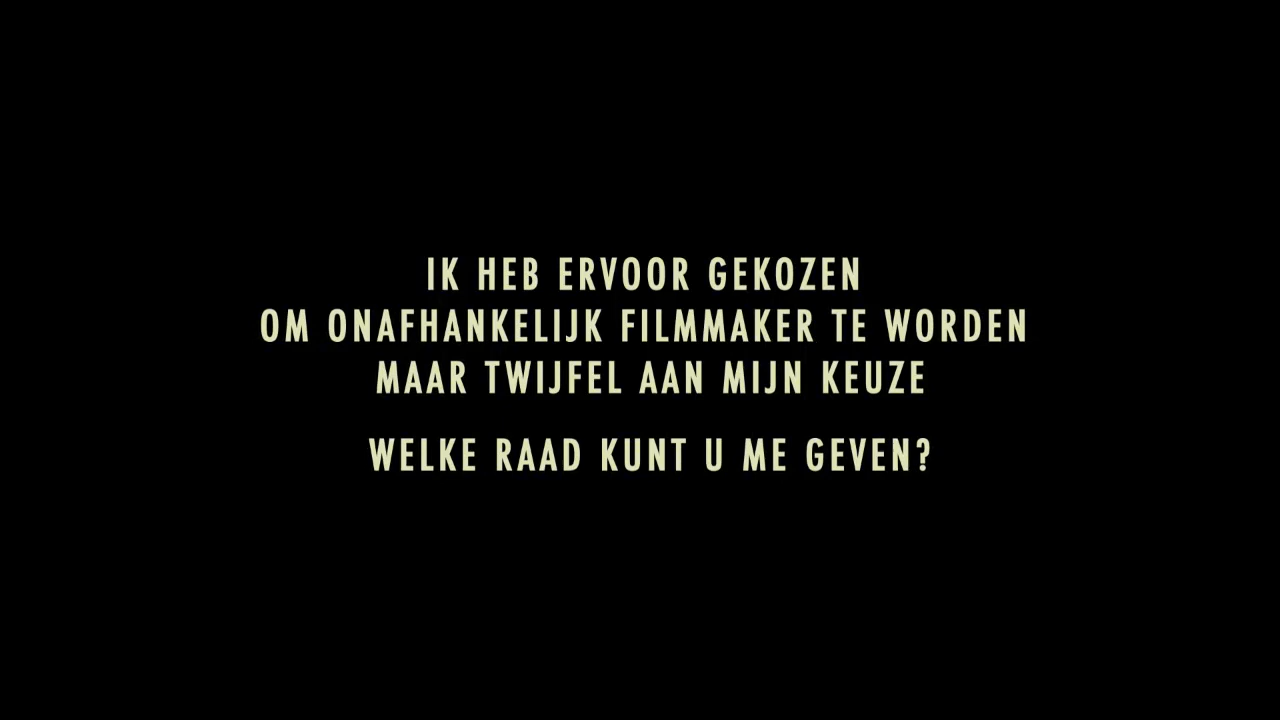 IK HEB ERVOOR GEKOZEN
OM ONAFHANKELIJK FILMMAKER TE WORDEN
MAAR TWIJFEL AAN MIJN KEUZE
WELKE RAAD KUNT U ME GEVEN?